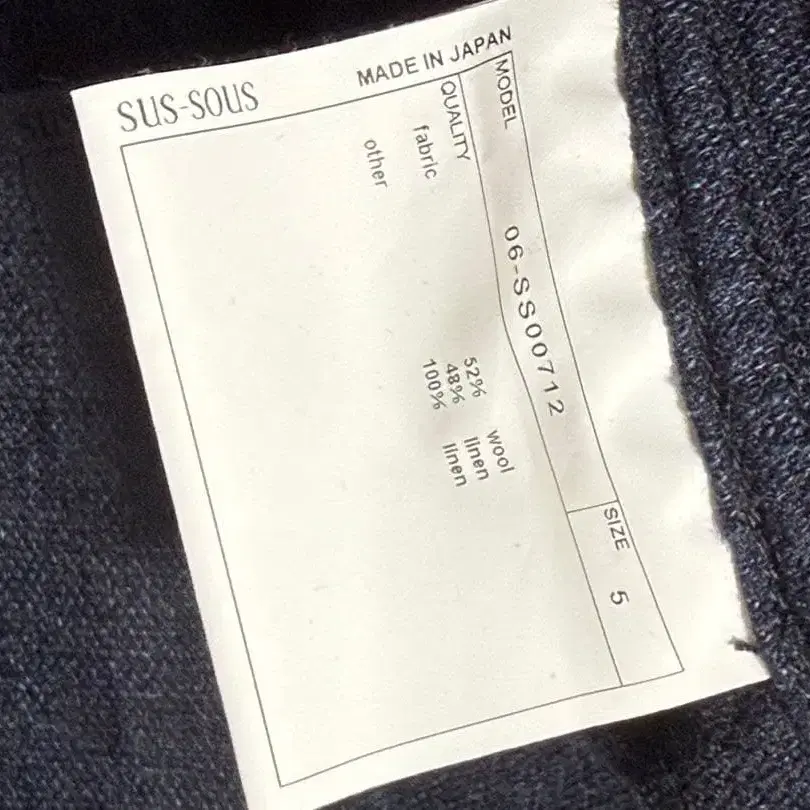 SUS-SOUS
MADE IN JAPAN
MODEL 06-SS00712 SIZE 5
QUALITY
fabric 52% wool
48% linen
other 100% linen